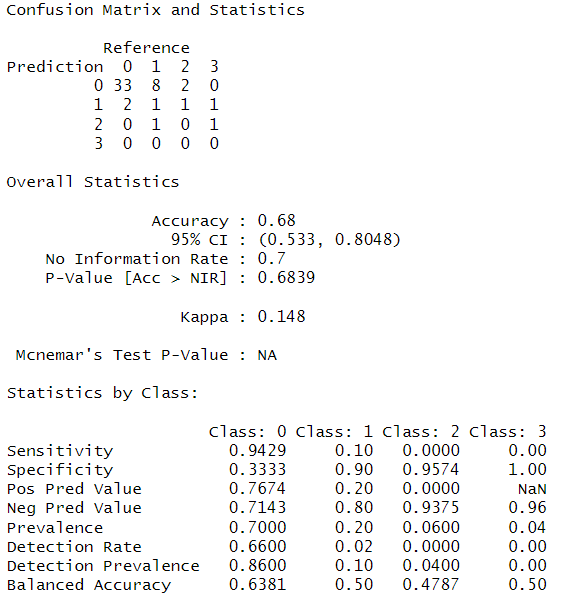 Confusion Matrix and Statistics
Reference
Prediction 0 1 2 3
0 33 8 2 0
1 2 1 1 1
2 0 1 0 1
3 0 0 0 0
Overall Statistics
Accuracy : 0.68
95% CI : (0.533, 0.8048)
No Information Rate : 0.7
P-Value [Acc > NIR] : 0.6839
Kappa : 0.148
Mcnemar's Test P-Value : NA
Statistics by Class:
Class: 0 Class: 1 Class: 2 Class: 3
Sensitivity 0.9429 0.10 0.0000 0.00
Specificity 0.3333 0.90 0.9574 1.00
Pos Pred Value 0.7674 0.20 0.0000 NaN
Neg Pred Value 0.7143 0.80 0.9375 0.96
Prevalence 0.7000 0.20 0.0600 0.04
Detection Rate 0.6600 0.02 0.0000 0.00
Detection Prevalence 0.8600 0.10 0.0400 0.00
Balanced Accuracy 0.6381 0.50 0.4787 0.50